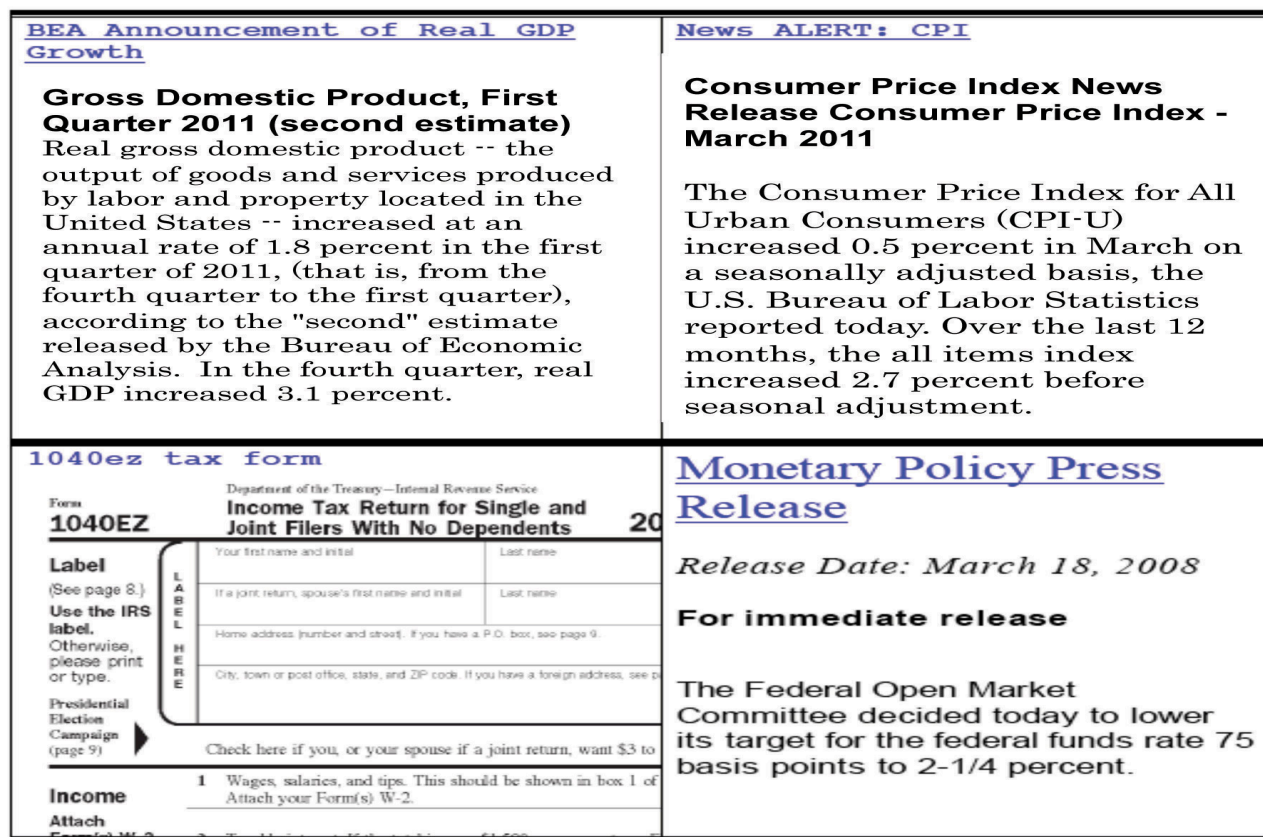 BEA Announcement of Real GDP
Growth
Gross Domestic Product, First
Quarter 2011 (second estimate)
Real gross domestic product -- the
output of goods and services produced
by labor and property located in the
United States -- increased at an
annual rate of 1.8 percent in the first
quarter of 2011, (that is, from the
fourth quarter to the first quarter),
according to the "second" estimate
released by the Bureau of Economic
Analysis.  In the fourth quarter, real
GDP increased 3.1 percent.
News ALERT: CPI
Consumer Price Index News
Release Consumer Price Index -
March 2011
The Consumer Price Index for All
Urban Consumers (CPI-U)
increased 0.5 percent in March on
a seasonally adjusted basis, the
U.S. Bureau of Labor Statistics
reported today. Over the last 12
months, the all items index
increased 2.7 percent before
seasonal adjustment.
1040ez tax form
Form
1040EZ
Department of the Treasury—Internal Revenue Service
Income Tax Return for Single and
Joint Filers With No Dependents 20
Label
(See page 8.)
Use the IRS
label.
Otherwise,
please print
or type.
Presidential
Election
Campaign
(page 9)
LABEL HERE
Your first name and initial Last name
If a joint return, spouse's first name and initial Last name
Home address (number and street). If you have a P.O. box, see page 9.
City, town or post office, state, and ZIP code. If you have a foreign address, see
Check here if you, or your spouse if a joint return, want $3 to
Income
Attach
1 Wages, salaries, and tips. This should be shown in box 1 of
Attach your Form(s) W-2.
Monetary Policy Press
Release
Release Date: March 18, 2008
For immediate release
The Federal Open Market
Committee decided today to lower
its target for the federal funds rate 75
basis points to 2-1/4 percent.